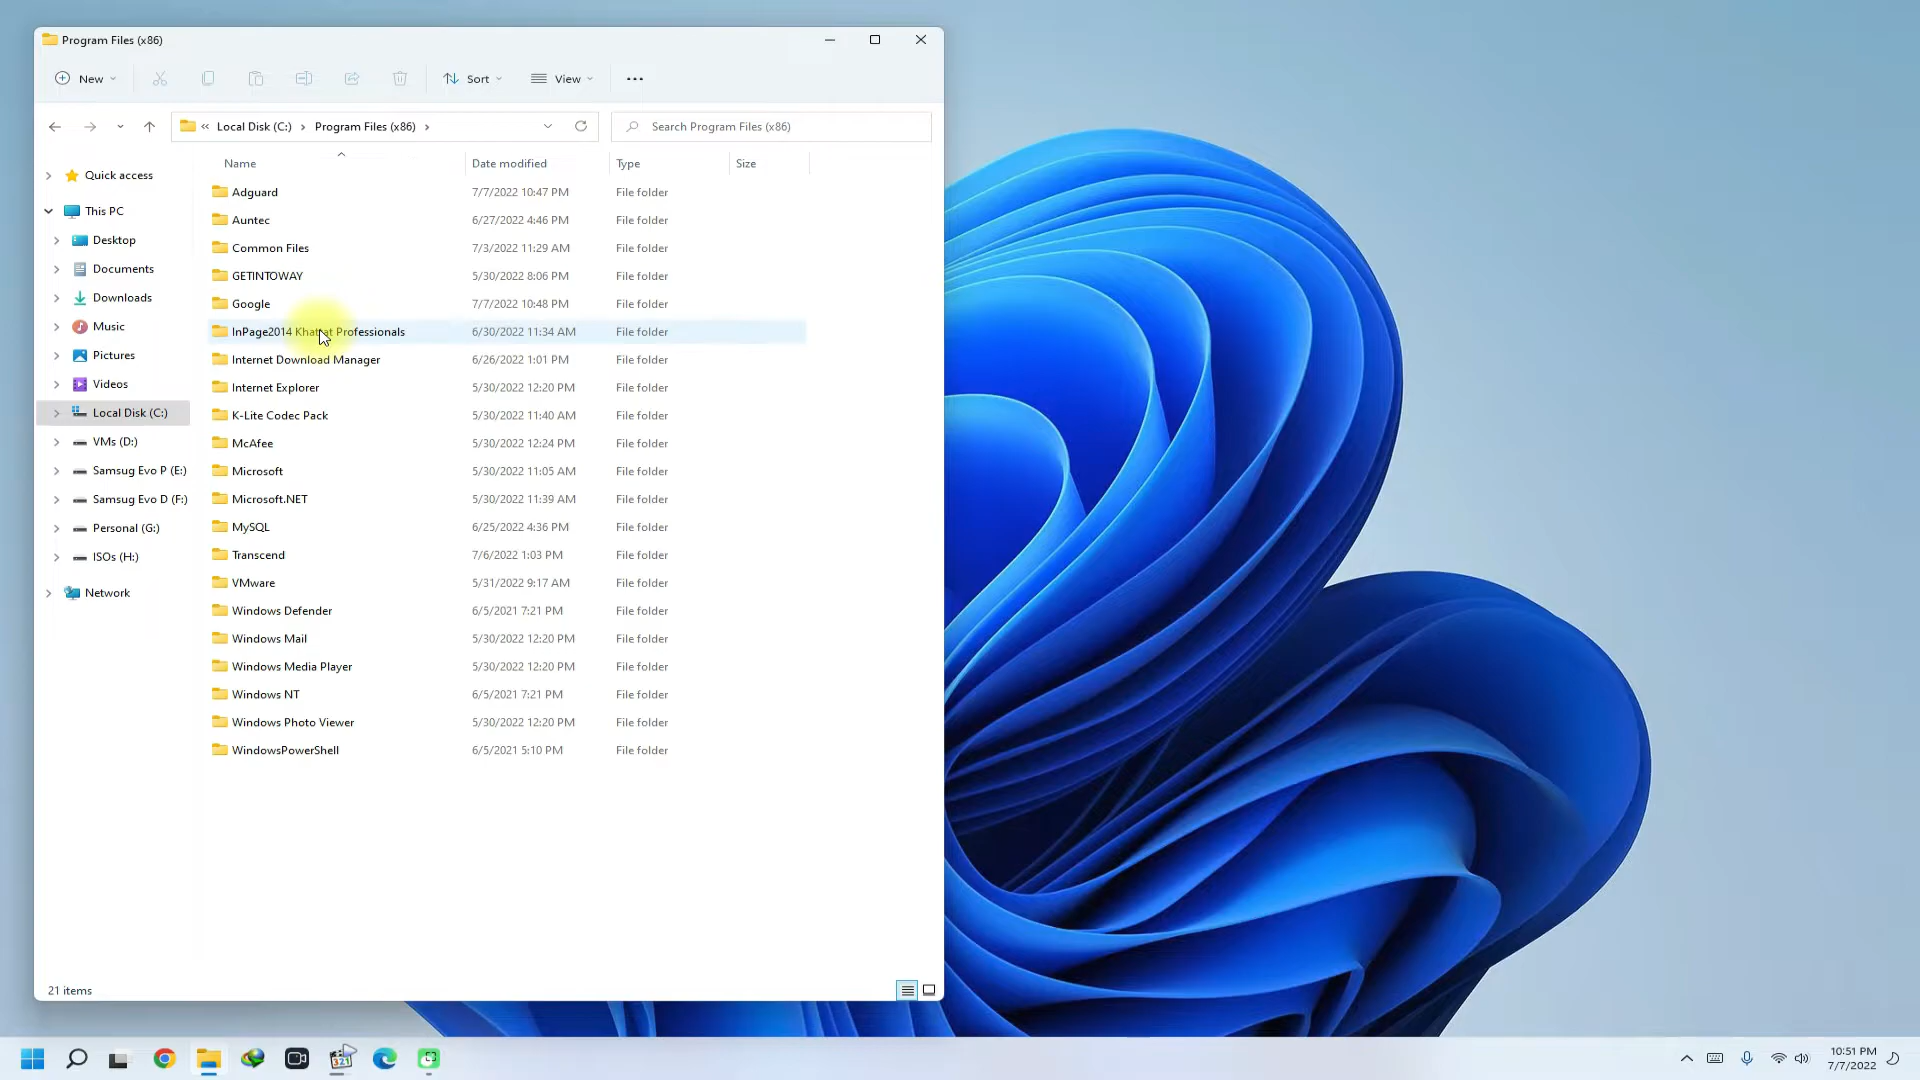 Program Files (x86)
New
Sort
View
« Local Disk (C:) › Program Files (x86) ›
Search Program Files (x86)
Name Date modified Type Size
Quick access
This PC
Desktop
Documents
Downloads
Music
Pictures
Videos
Local Disk (C:)
VMs (D:)
Samsug Evo P (E:)
Samsug Evo D (F:)
Personal (G:)
ISOs (H:)
Network
Adguard 7/7/2022 10:47 PM File folder
Auntec 6/27/2022 4:46 PM File folder
Common Files 7/3/2022 11:29 AM File folder
GETINTOWAY 5/30/2022 8:06 PM File folder
Google 7/7/2022 10:48 PM File folder
InPage2014 Khattat Professionals 6/30/2022 11:34 AM File folder
Internet Download Manager 6/26/2022 1:01 PM File folder
Internet Explorer 5/30/2022 12:20 PM File folder
K-Lite Codec Pack 5/30/2022 11:40 AM File folder
McAfee 5/30/2022 12:24 PM File folder
Microsoft 5/30/2022 11:05 AM File folder
Microsoft.NET 5/30/2022 11:39 AM File folder
MySQL 6/25/2022 4:36 PM File folder
Transcend 7/6/2022 1:03 PM File folder
VMware 5/31/2022 9:17 AM File folder
Windows Defender 6/5/2021 7:21 PM File folder
Windows Mail 5/30/2022 12:20 PM File folder
Windows Media Player 5/30/2022 12:20 PM File folder
Windows NT 6/5/2021 7:21 PM File folder
Windows Photo Viewer 5/30/2022 12:20 PM File folder
WindowsPowerShell 6/5/2021 5:10 PM File folder
21 items
321
10:51 PM
7/7/2022